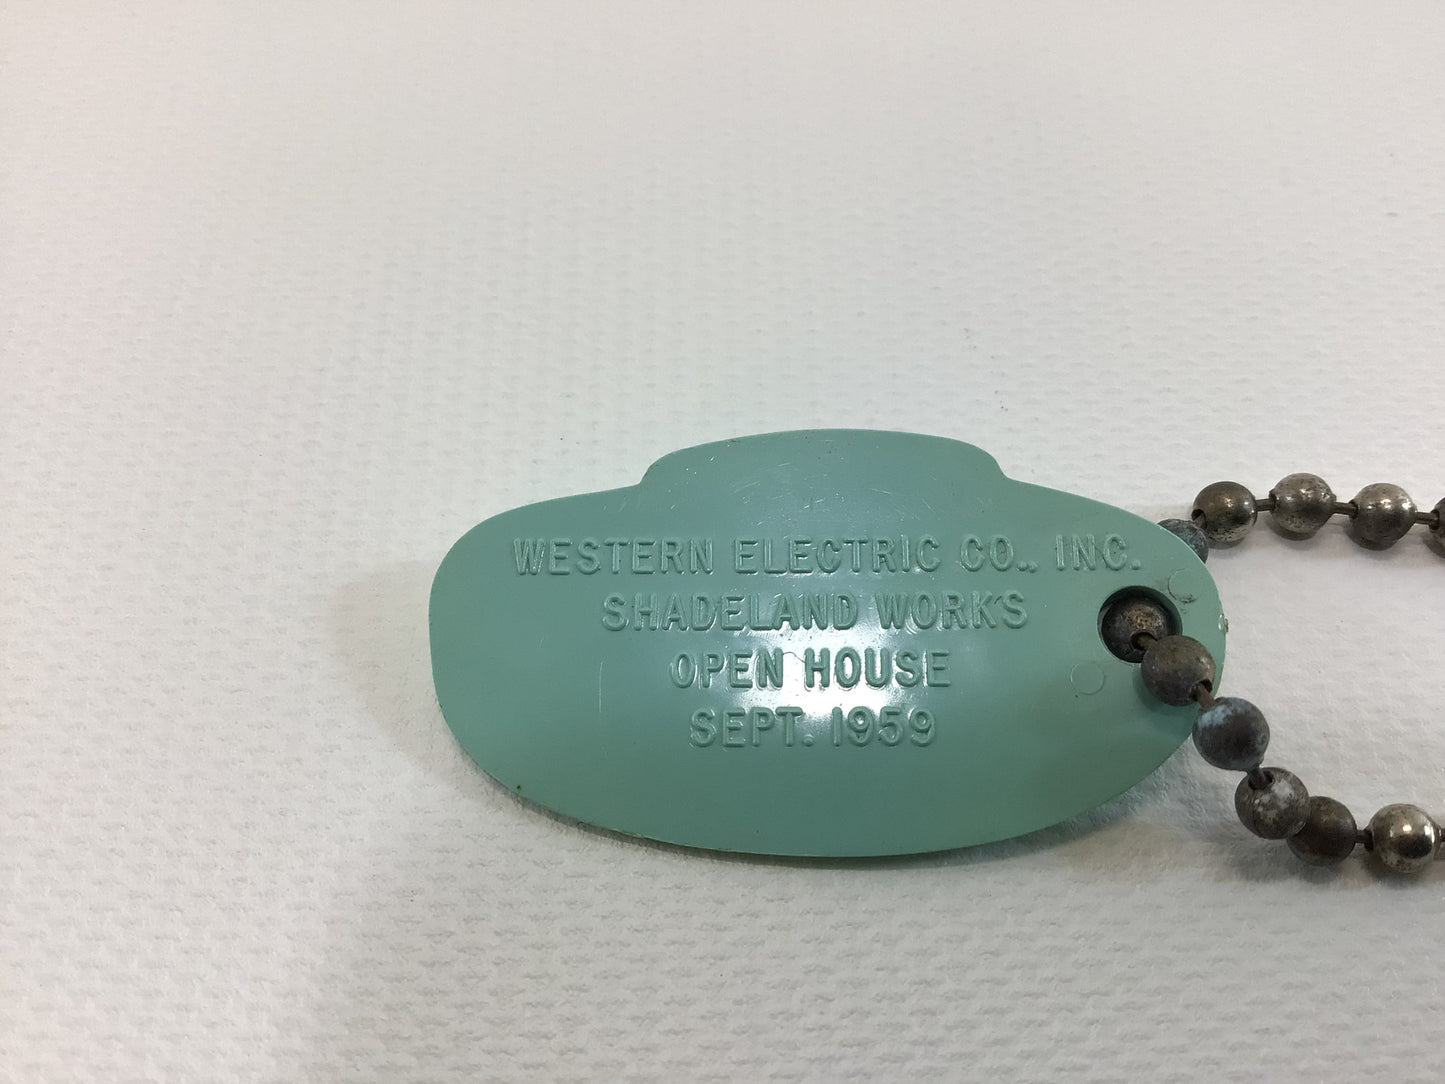 WESTERN ELECTRIC CO., INC.
SHADELAND WORKS
OPEN HOUSE
SEPT. 1959